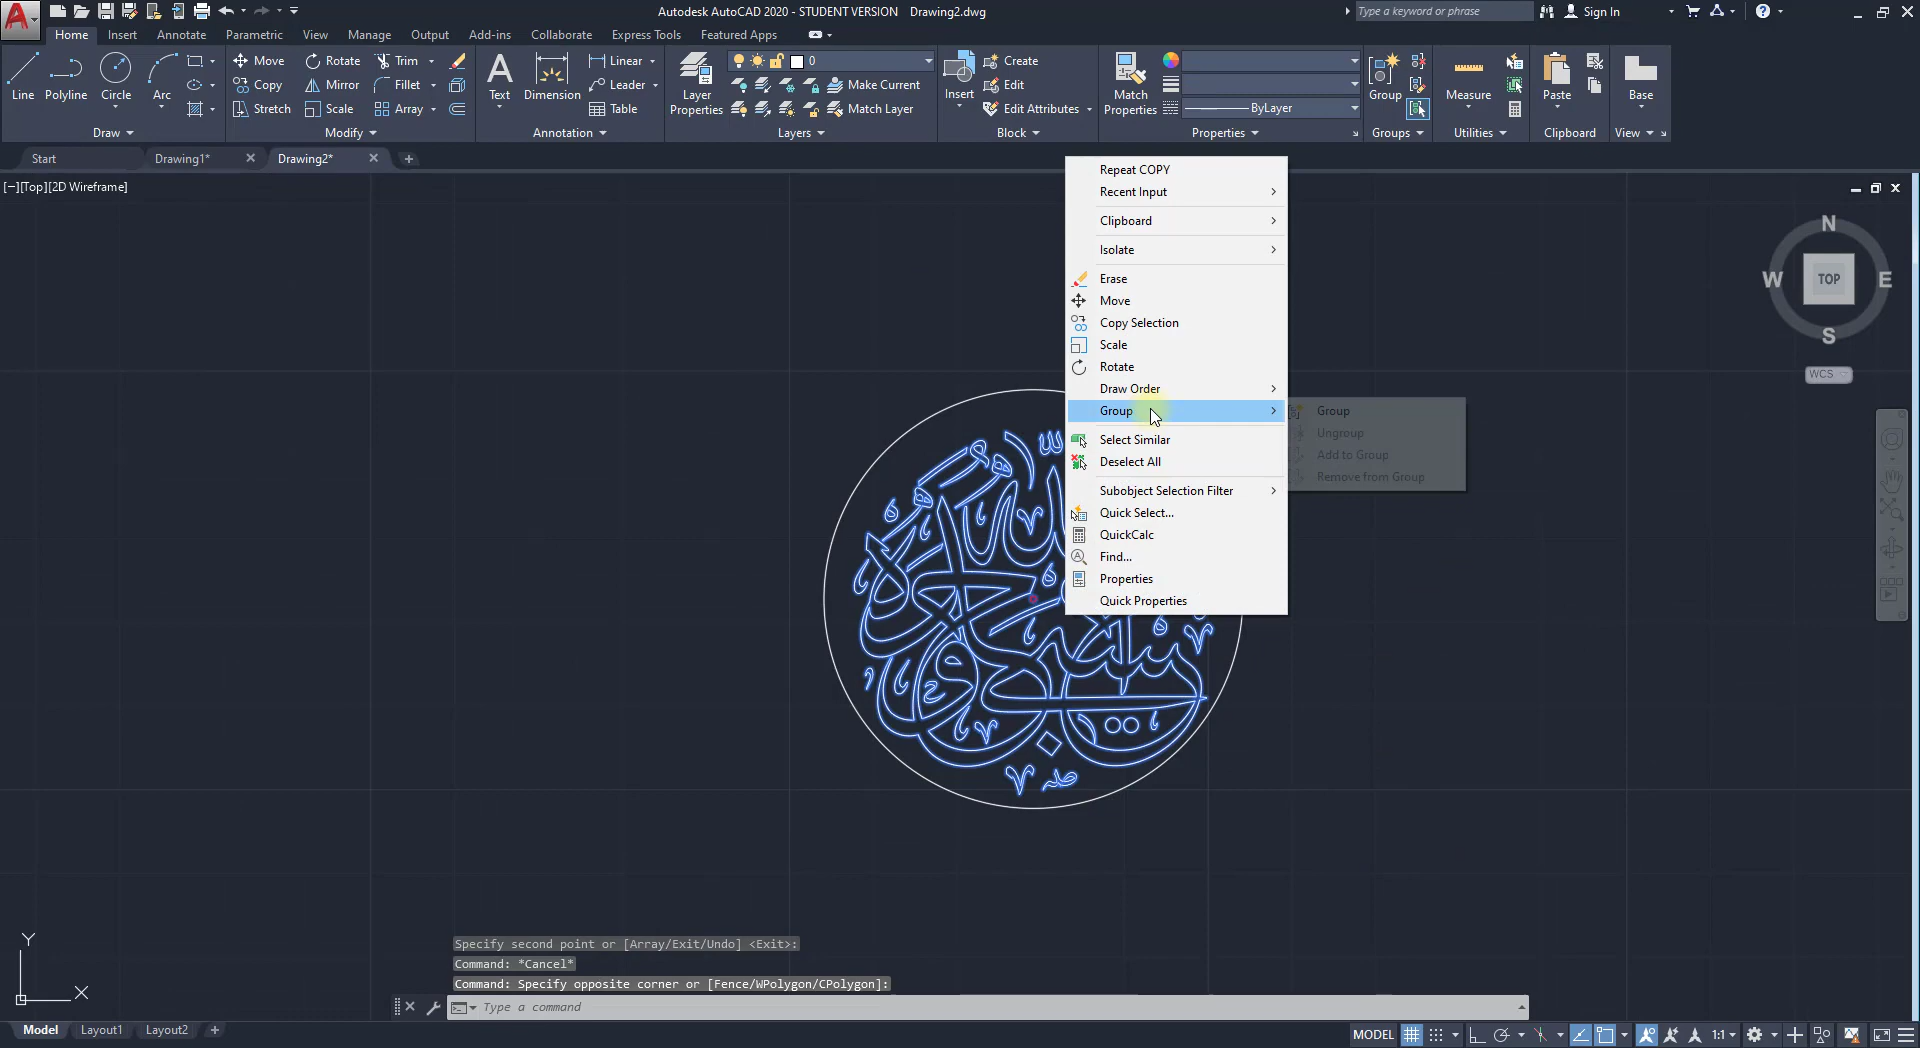 Autodesk AutoCAD 2020 - STUDENT VERSION Drawing2.dwg
Type a keyword or phrase
Sign In
Home Insert Annotate Parametric View Manage Output Add-ins Collaborate Express Tools Featured Apps
Line Polyline Circle Arc
Draw
Move Rotate Trim
Copy Mirror Fillet
Stretch Scale Array
Modify
Text Dimension
Linear
Leader
Table
Annotation
Layer Properties
0
Make Current
Match Layer
Layers
Insert
Create
Edit
Edit Attributes
Block
Match Properties
ByLayer
Properties
Group
Groups
Measure
Utilities
Paste
Clipboard
Base
View
Start Drawing1* Drawing2*
[−][Top][2D Wireframe]
N
W TOP E
S
WCS
Repeat COPY
Recent Input
Clipboard
Isolate
Erase
Move
Copy Selection
Scale
Rotate
Draw Order
Group
Select Similar
Deselect All
Subobject Selection Filter
Quick Select...
QuickCalc
Find...
Properties
Quick Properties
Group
Ungroup
Add to Group
Remove from Group
Y
X
Specify second point or [Array/Exit/Undo] <Exit>:
Command: *Cancel*
Command: Specify opposite corner or [Fence/WPolygon/CPolygon]:
Type a command
Model Layout1 Layout2
MODEL 1:1